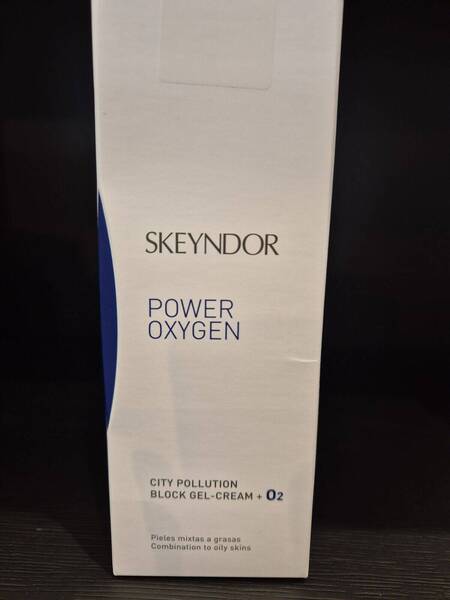 SKEYNDOR
POWER
OXYGEN
CITY POLLUTION
BLOCK GEL-CREAM + O2
Pieles mixtas a grasas
Combination to oily skins